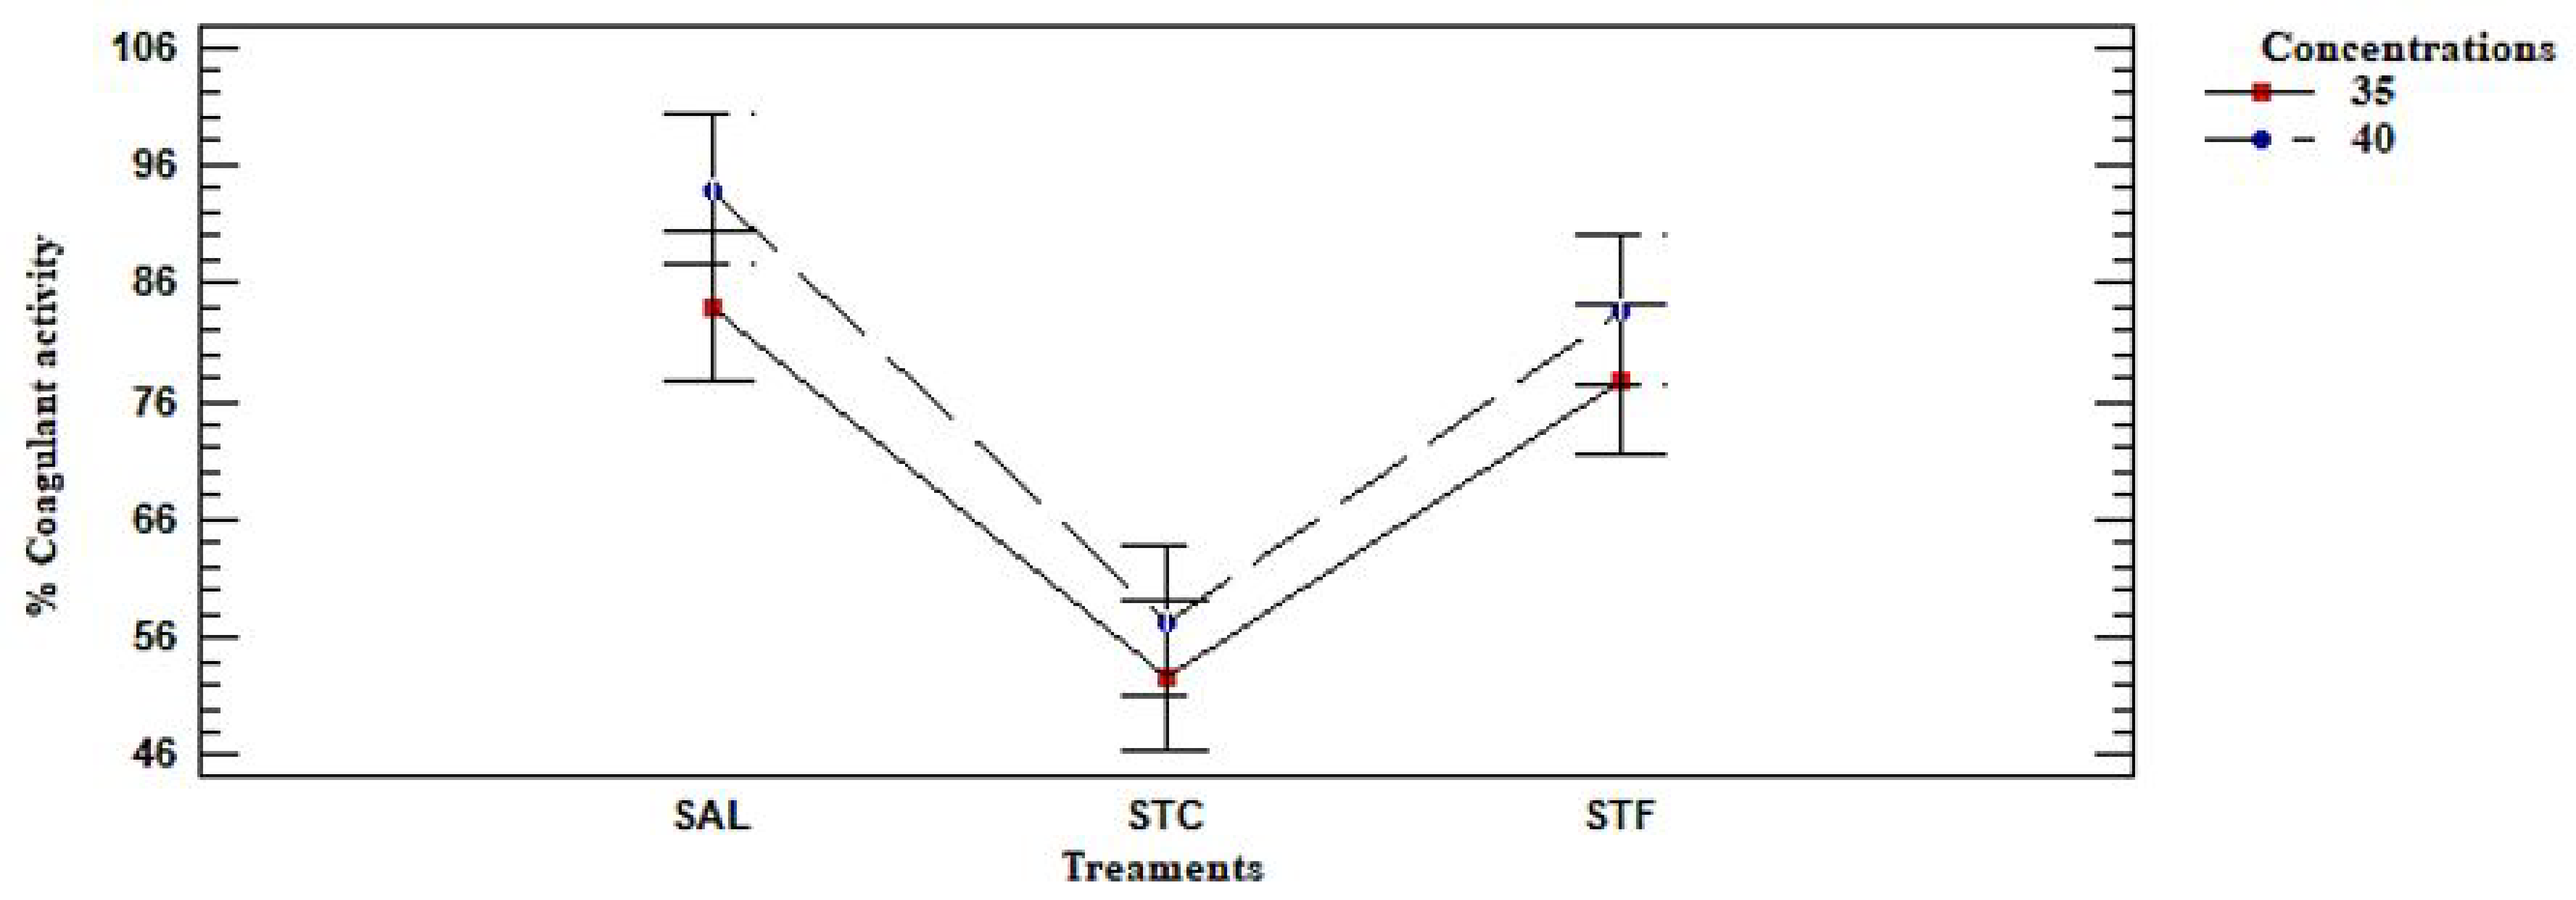 Concentrations
35
40
106
96
86
76
66
56
46
% Coagulant activity
SAL
STC
STF
Treaments